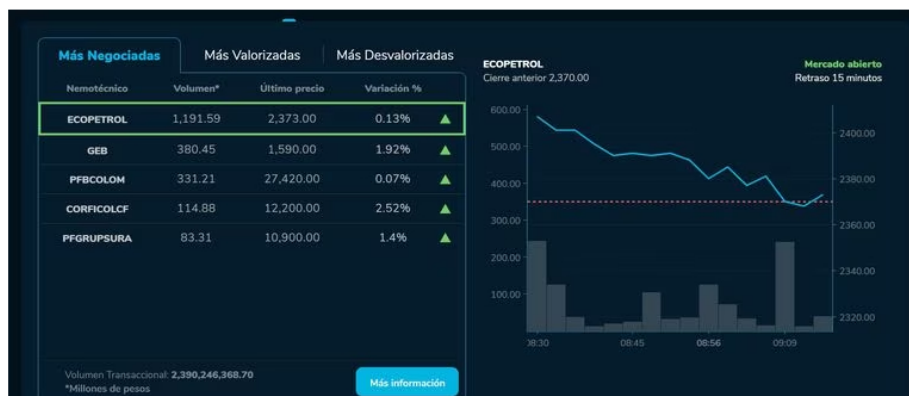 Más Negociadas
Más Valorizadas
Más Desvalorizadas
Nemotécnico Volumen* Último precio Variación %
ECOPETROL 1,191.59 2,373.00 0.13%
GEB 380.45 1,590.00 1.92%
PFBCOLOM 331.21 27,420.00 0.07%
CORFICOLCF 114.88 12,200.00 2.52%
PFGRUPSURA 83.31 10,900.00 1.4%
Volumen Transaccional: 2,390,246,368.70
*Millones de pesos
Más información
ECOPETROL
Cierre anterior 2,370.00
Mercado abierto
Retraso 15 minutos
600.00
500.00
400.00
300.00
200.00
100.00
2400.00
2380.00
2360.00
2340.00
2320.00
08:30 08:45 08:56 09:09